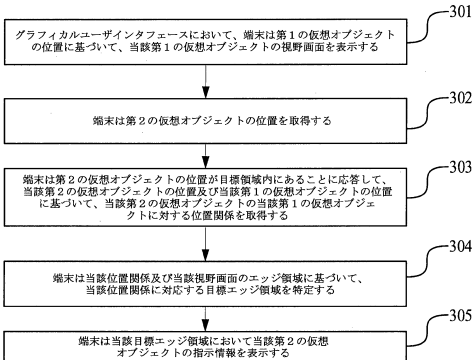 301
グラフィカルユーザインタフェースにおいて、端末は第1の仮想オブジェクト
の位置に基づいて、当該第1の仮想オブジェクトの視野画面を表示する
302
端末は第2の仮想オブジェクトの位置を取得する
303
端末は第2の仮想オブジェクトの位置が目標領域内にあることに応答して、
当該第2の仮想オブジェクトの位置及び当該第1の仮想オブジェクトの位置
に基づいて、当該第2の仮想オブジェクトの当該第1の仮想オブジェ
クトに対する位置関係を取得する
304
端末は当該位置関係及び当該視野画面のエッジ領域に基づいて、
当該位置関係に対応する目標エッジ領域を特定する
305
端末は当該目標エッジ領域において当該第2の仮想
オブジェクトの指示情報を表示する